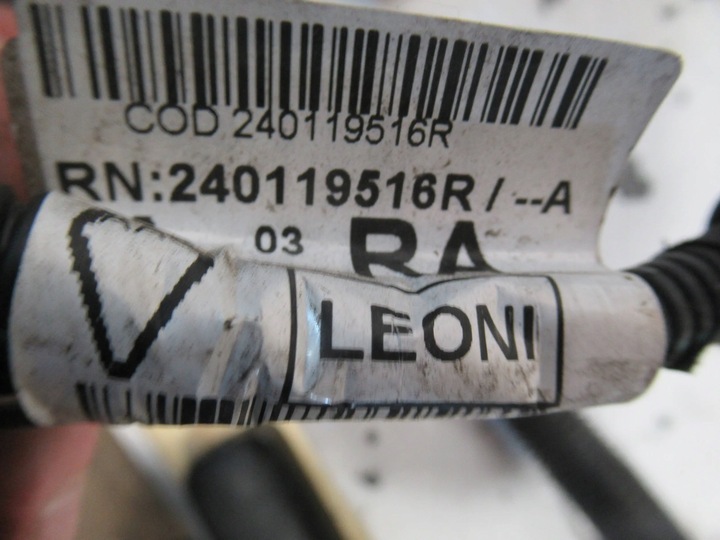 COD 240119516R
RN:240119516R / --A
03 RA
LEONI